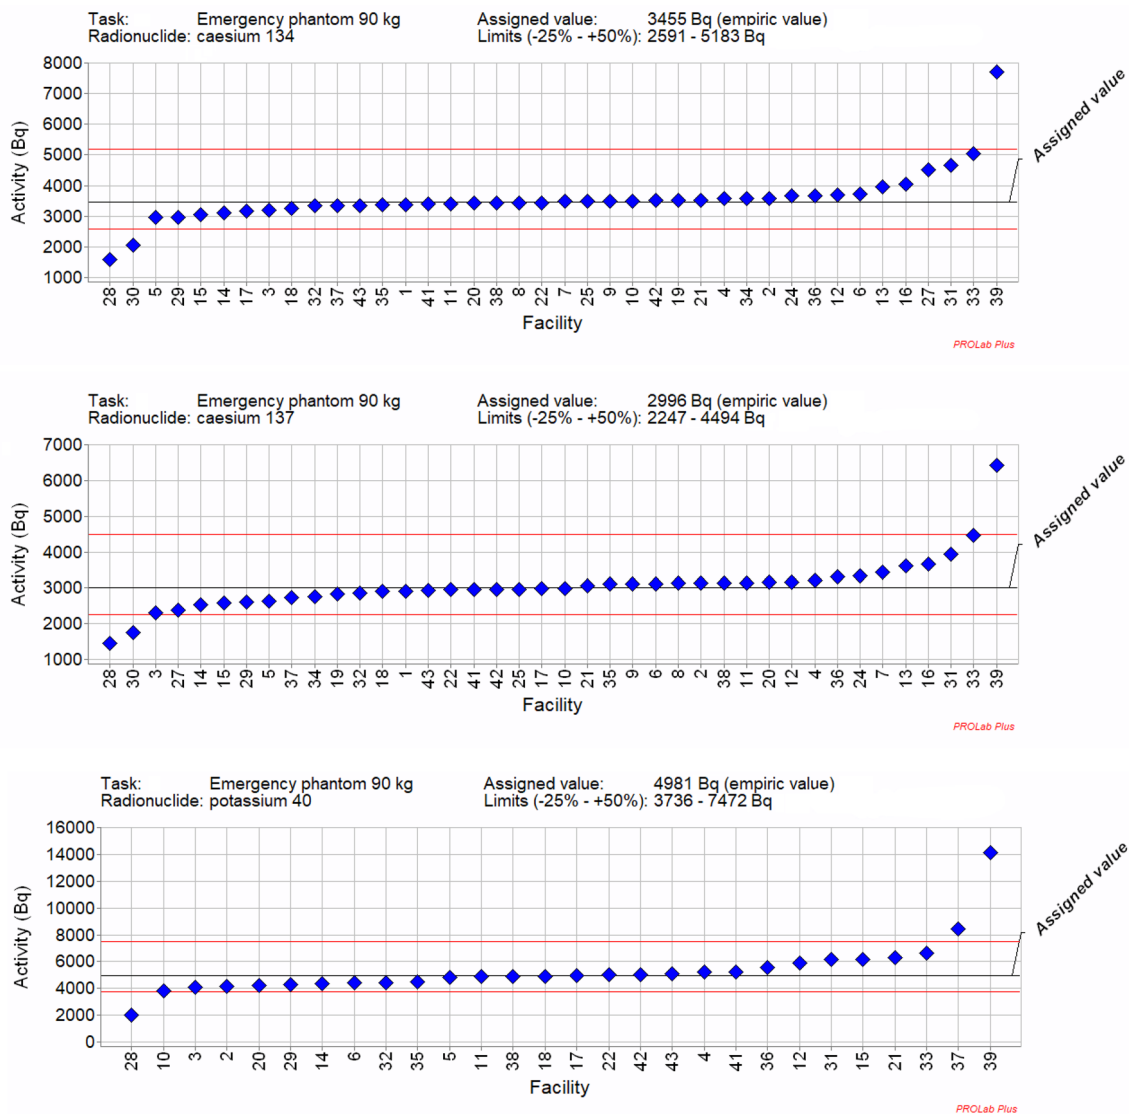 Task: Emergency phantom 90 kg Assigned value: 3455 Bq (empiric value)
Radionuclide: caesium 134 Limits (-25% - +50%): 2591 - 5183 Bq
8000
7000
6000
5000
4000
3000
2000
1000
Activity (Bq)
Assigned value
28 30 5 29 15 14 17 3 18 32 37 43 35 1 41 11 20 38 8 22 7 25 9 10 42 19 21 4 34 2 24 36 12 6 13 16 27 31 33 39
Facility
PROLab Plus
Task: Emergency phantom 90 kg Assigned value: 2996 Bq (empiric value)
Radionuclide: caesium 137 Limits (-25% - +50%): 2247 - 4494 Bq
7000
6000
5000
4000
3000
2000
1000
Activity (Bq)
Assigned value
28 30 3 27 14 15 29 5 37 34 19 32 18 1 43 22 41 42 25 17 10 21 35 9 6 8 2 38 11 20 12 4 36 24 7 13 16 31 33 39
Facility
PROLab Plus
Task: Emergency phantom 90 kg Assigned value: 4981 Bq (empiric value)
Radionuclide: potassium 40 Limits (-25% - +50%): 3736 - 7472 Bq
16000
14000
12000
10000
8000
6000
4000
2000
0
Activity (Bq)
Assigned value
28 10 3 2 20 29 14 6 32 35 5 11 38 18 17 22 42 43 4 41 36 12 31 15 21 33 37 39
Facility
PROLab Plus